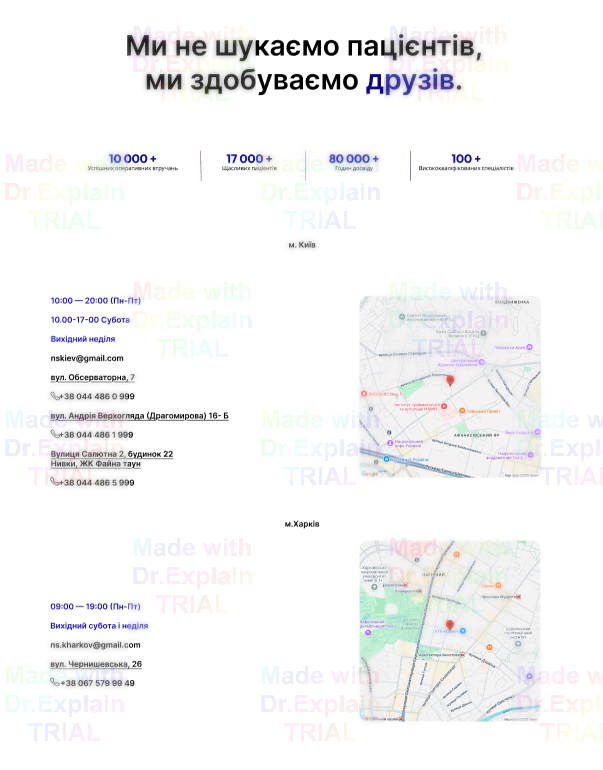 Ми не шукаємо пацієнтів,
ми здобуваємо друзів.
10 000 +
Успішних оперативних втручань
17 000 +
Щасливих пацієнтів
80 000 +
Годин досвіду
100 +
Висококваліфікованих спеціалістів
м. Київ
10:00 — 20:00 (Пн-Пт)
10.00-17-00 Субота
Вихідний неділя
nskiev@gmail.com
вул. Обсерваторна, 7
+38 044 486 0 999
вул. Андрія Верхогляда (Драгомирова) 16- Б
+38 044 486 1 999
Вулиця Салютна 2, будинок 22
Нивки, ЖК Файна таун
+38 044 486 5 999
АФАНАСІВСЬКИЙ ЯР
м.Харків
09:00 — 19:00 (Пн-Пт)
Вихідний субота і неділя
ns.kharkov@gmail.com
вул. Чернишевська, 26
+38 067 579 99 49
НАГІРНИЙ
Made with
Dr.Explain
TRIAL